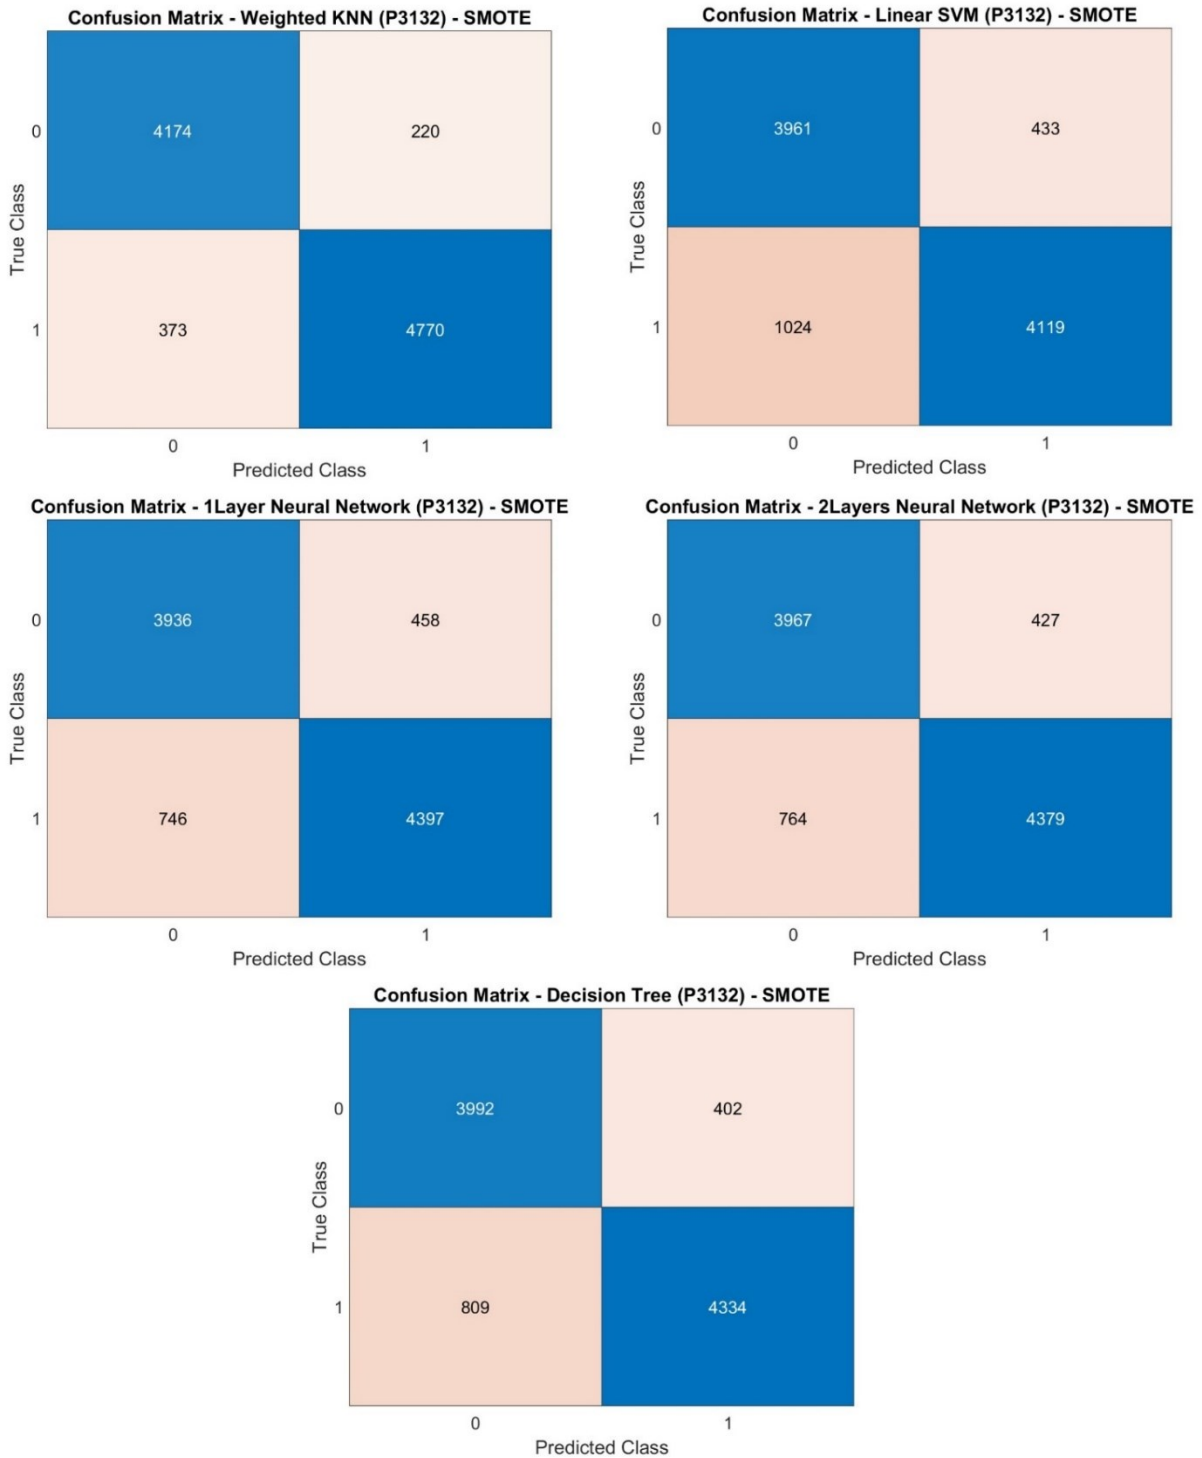 Confusion Matrix - Weighted KNN (P3132) - SMOTE
True Class
0
4174
220
1
373
4770
0
1
Predicted Class
Confusion Matrix - Linear SVM (P3132) - SMOTE
True Class
0
3961
433
1
1024
4119
0
1
Predicted Class
Confusion Matrix - 1Layer Neural Network (P3132) - SMOTE
True Class
0
3936
458
1
746
4397
0
1
Predicted Class
Confusion Matrix - 2Layers Neural Network (P3132) - SMOTE
True Class
0
3967
427
1
764
4379
0
1
Predicted Class
Confusion Matrix - Decision Tree (P3132) - SMOTE
True Class
0
3992
402
1
809
4334
0
1
Predicted Class